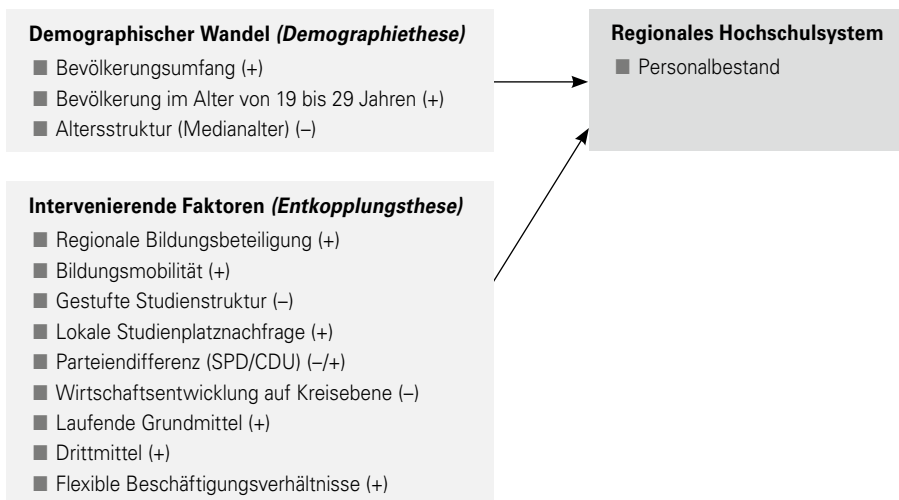 Demographischer Wandel (Demographiethese)
■ Bevölkerungsumfang (+)
■ Bevölkerung im Alter von 19 bis 29 Jahren (+)
■ Altersstruktur (Medianalter) (–)
Regionales Hochschulsystem
■ Personalbestand
Intervenierende Faktoren (Entkopplungsthese)
■ Regionale Bildungsbeteiligung (+)
■ Bildungsmobilität (+)
■ Gestufte Studienstruktur (–)
■ Lokale Studienplatznachfrage (+)
■ Parteiendifferenz (SPD/CDU) (–/+)
■ Wirtschaftsentwicklung auf Kreisebene (–)
■ Laufende Grundmittel (+)
■ Drittmittel (+)
■ Flexible Beschäftigungsverhältnisse (+)